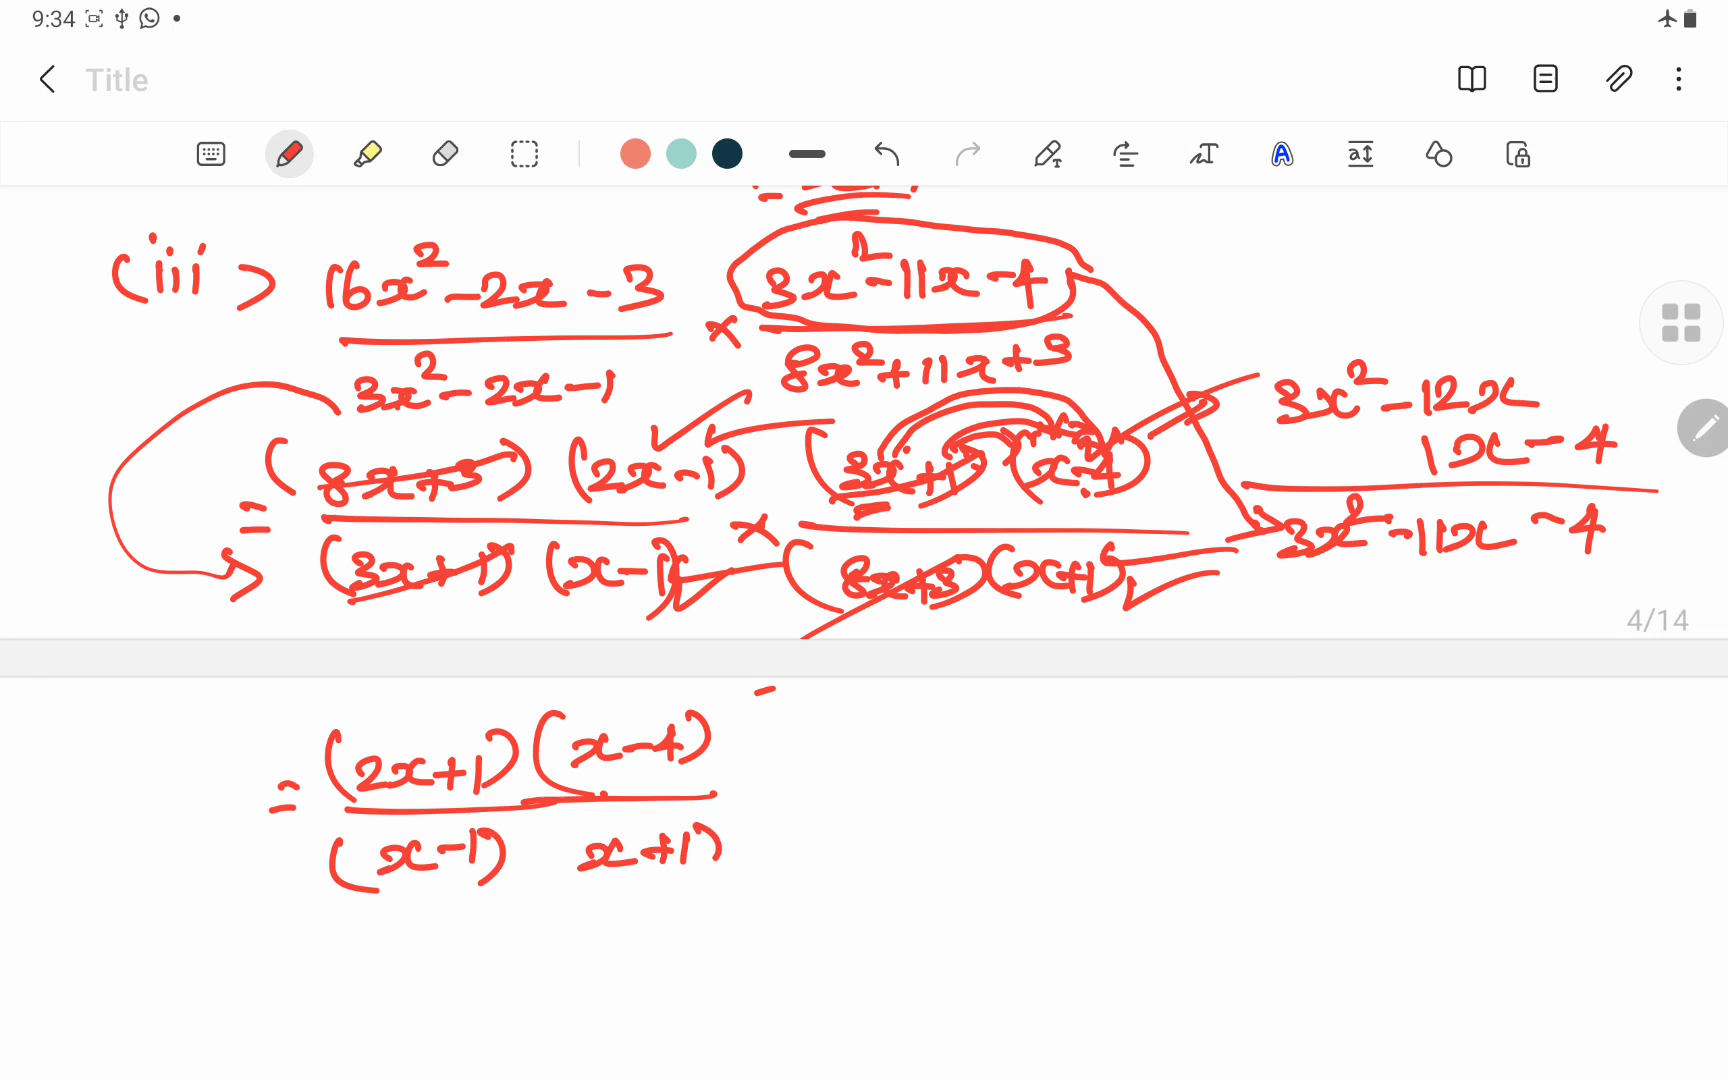 9:34
Title
(iii) 16x² - 2x - 3 / 3x² - 2x - 1 × 3x² - 11x - 4 / 8x² + 11x + 3
= (8x+3) (2x-1) / (3x+1) (x-1) × (3x+1) (x-4) / (8x+3) (x+1)
3x² - 12x
1x - 4
3x² - 11x - 4
4/14
= (2x+1) (x-4) / (x-1) x+1)